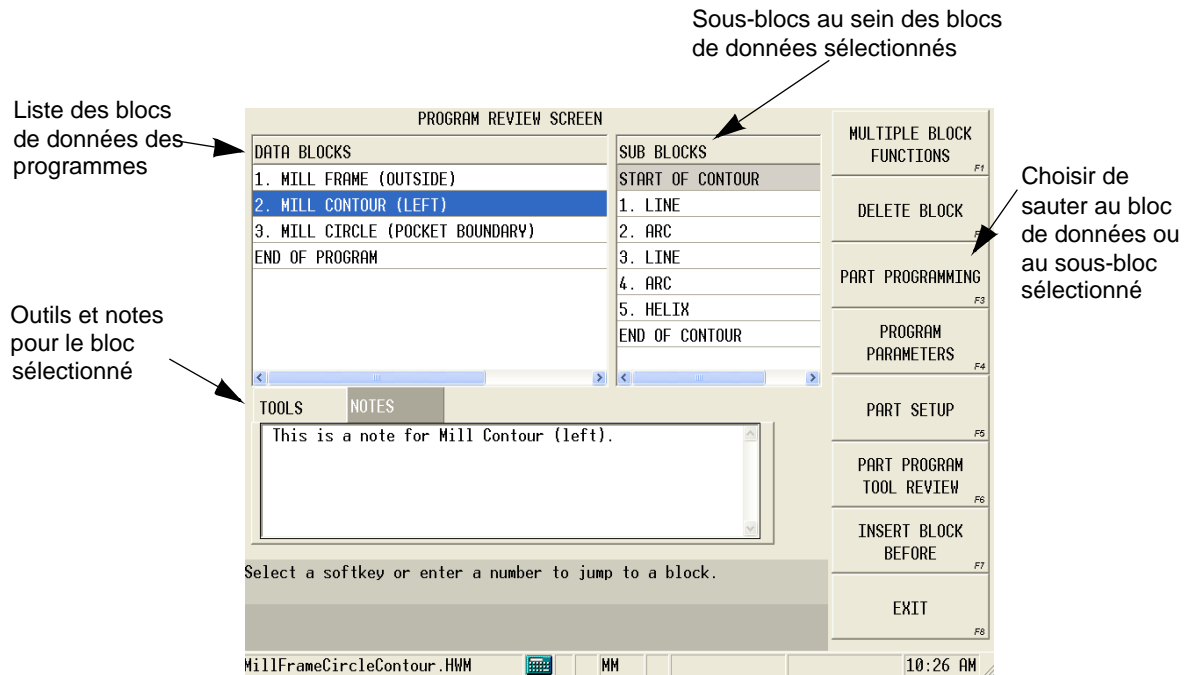 Sous-blocs au sein des blocs
de données sélectionnés
Liste des blocs
de données des
programmes
Outils et notes
pour le bloc
sélectionné
Choisir de
sauter au bloc
de données ou
au sous-bloc
sélectionné
PROGRAM REVIEW SCREEN
DATA BLOCKS
1. MILL FRAME (OUTSIDE)
2. MILL CONTOUR (LEFT)
3. MILL CIRCLE (POCKET BOUNDARY)
END OF PROGRAM
SUB BLOCKS
START OF CONTOUR
1. LINE
2. ARC
3. LINE
4. ARC
5. HELIX
END OF CONTOUR
TOOLS
NOTES
This is a note for Mill Contour (left).
Select a softkey or enter a number to jump to a block.
MULTIPLE BLOCK
FUNCTIONS
F1
DELETE BLOCK
PART PROGRAMMING
F3
PROGRAM
PARAMETERS
F4
PART SETUP
F5
PART PROGRAM
TOOL REVIEW
F6
INSERT BLOCK
BEFORE
F7
EXIT
F8
MillFrameCircleContour.HWM
MM
10:26 AM